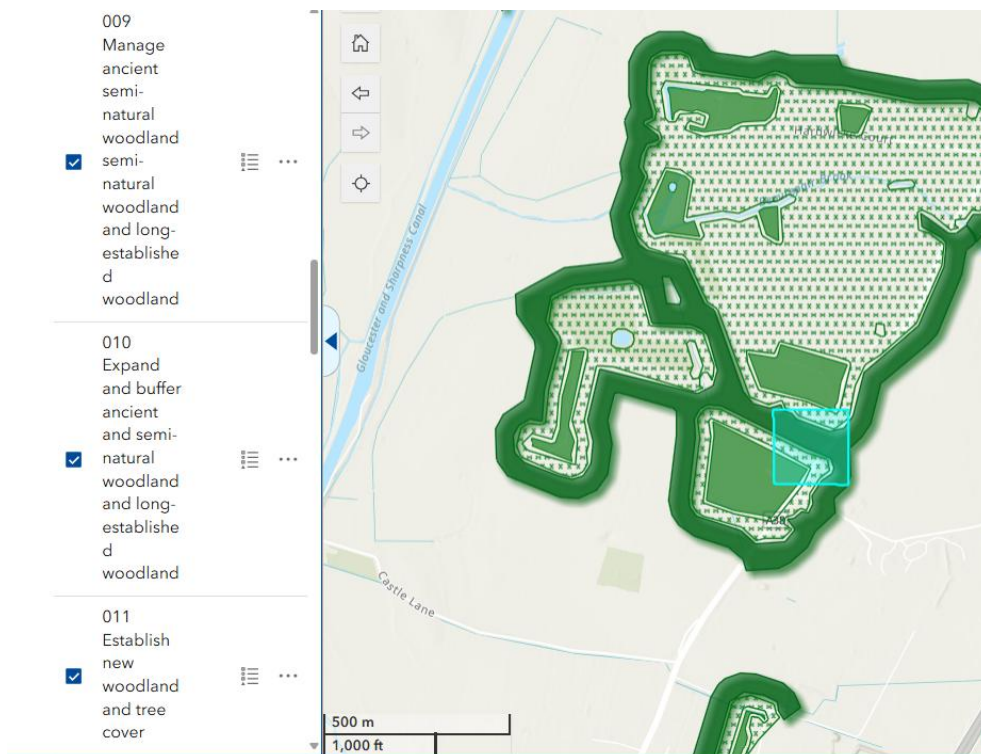 009
Manage
ancient
semi-
natural
woodland
semi-
natural
woodland
and long-
establishe
d
woodland
010
Expand
and buffer
ancient
and semi-
natural
woodland
and long-
establishe
d
woodland
011
Establish
new
woodland
and tree
cover
Gloucester and Sharpness Canal
Castle Lane
A38
500 m
1,000 ft